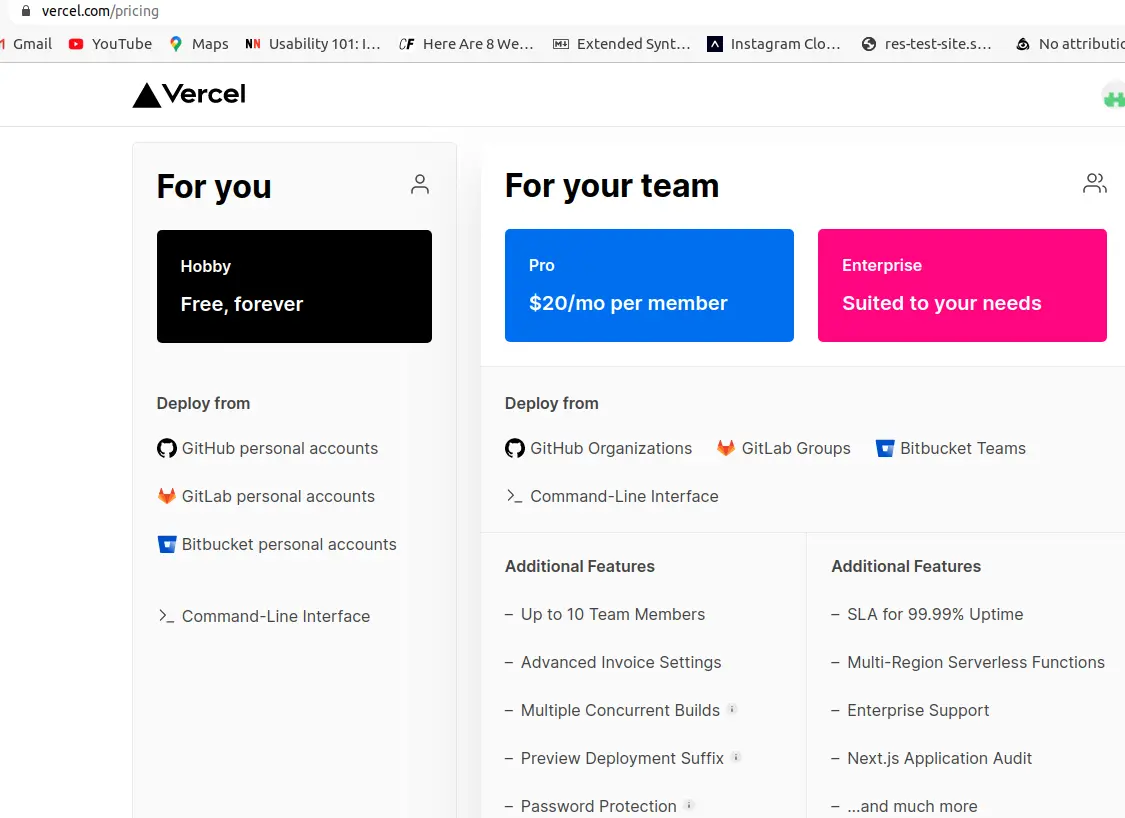 vercel.com/pricing
Gmail YouTube Maps Usability 101: I... Here Are 8 We... Extended Synt... Instagram Clo... res-test-site.s... No attributio
Vercel
For you
Hobby
Free, forever
Deploy from
GitHub personal accounts
GitLab personal accounts
Bitbucket personal accounts
Command-Line Interface
For your team
Pro
$20/mo per member
Enterprise
Suited to your needs
Deploy from
GitHub Organizations GitLab Groups Bitbucket Teams
Command-Line Interface
Additional Features
– Up to 10 Team Members
– Advanced Invoice Settings
– Multiple Concurrent Builds
– Preview Deployment Suffix
– Password Protection
Additional Features
– SLA for 99.99% Uptime
– Multi-Region Serverless Functions
– Enterprise Support
– Next.js Application Audit
– ...and much more